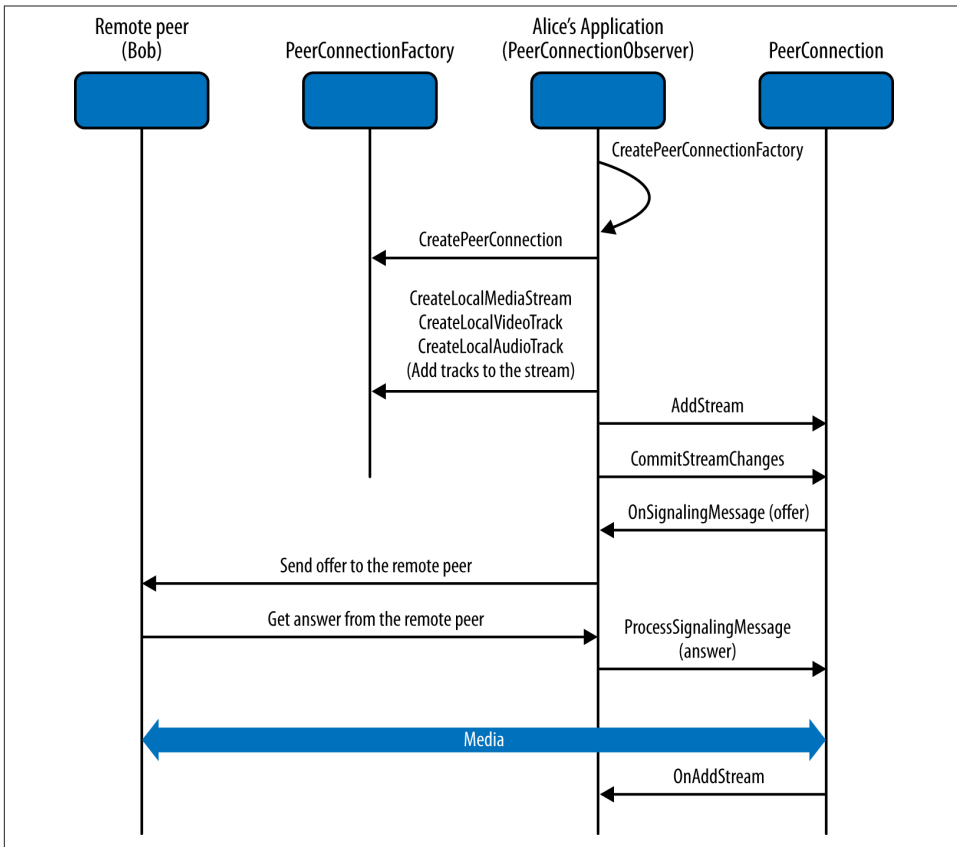 Remote peer
(Bob)
PeerConnectionFactory
Alice's Application
(PeerConnectionObserver)
PeerConnection
CreatePeerConnectionFactory
CreatePeerConnection
CreateLocalMediaStream
CreateLocalVideoTrack
CreateLocalAudioTrack
(Add tracks to the stream)
AddStream
CommitStreamChanges
OnSignalingMessage (offer)
Send offer to the remote peer
Get answer from the remote peer
ProcessSignalingMessage
(answer)
Media
OnAddStream